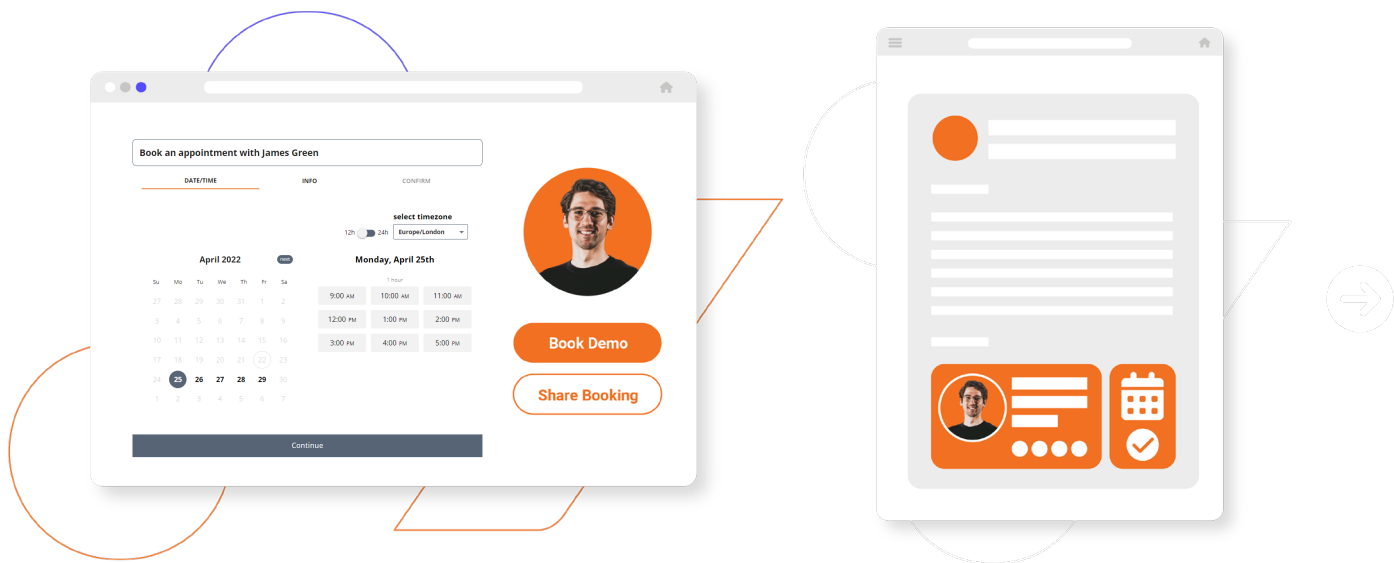 Book an appointment with James Green
DATE/TIME INFO CONFIRM
select timezone
12h 24h Europe/London
April 2022 next
Monday, April 25th
Su Mo Tu We Th Fr Sa
1 hour
27 28 29 30 31 1 2
9:00 AM 10:00 AM 11:00 AM
3 4 5 6 7 8 9
12:00 PM 1:00 PM 2:00 PM
10 11 12 13 14 15 16
3:00 PM 4:00 PM 5:00 PM
17 18 19 20 21 22 23
24 25 26 27 28 29 30
1 2 3 4 5 6 7
Continue
Book Demo
Share Booking